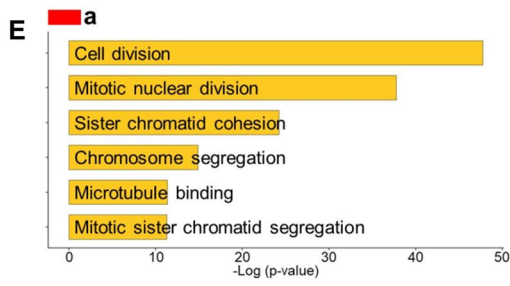 a
E
Cell division
Mitotic nuclear division
Sister chromatid cohesion
Chromosome segregation
Microtubule binding
Mitotic sister chromatid segregation
0 10 20 30 40 50
-Log (p-value)